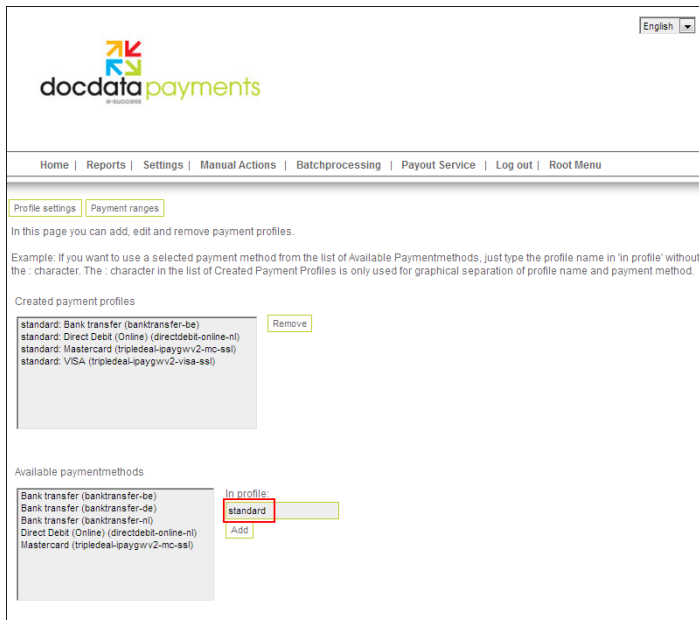 English
docdata payments
e-success
Home | Reports | Settings | Manual Actions | Batchprocessing | Payout Service | Log out | Root Menu
Profile settings Payment ranges
In this page you can add, edit and remove payment profiles.
Example: If you want to use a selected payment method from the list of Available Paymentmethods, just type the profile name in 'in profile' without
the : character. The : character in the list of Created Payment Profiles is only used for graphical separation of profile name and payment method.
Created payment profiles
standard: Bank transfer (banktransfer-be)
Remove
standard: Direct Debit (Online) (directdebit-online-nl)
standard: Mastercard (tripledeal-ipaygwv2-mc-ssl)
standard: VISA (tripledeal-ipaygwv2-visa-ssl)
Available paymentmethods
Bank transfer (banktransfer-be)
Bank transfer (banktransfer-de)
Bank transfer (banktransfer-nl)
Direct Debit (Online) (directdebit-online-nl)
Mastercard (tripledeal-ipaygwv2-mc-ssl)
In profile:
standard
Add